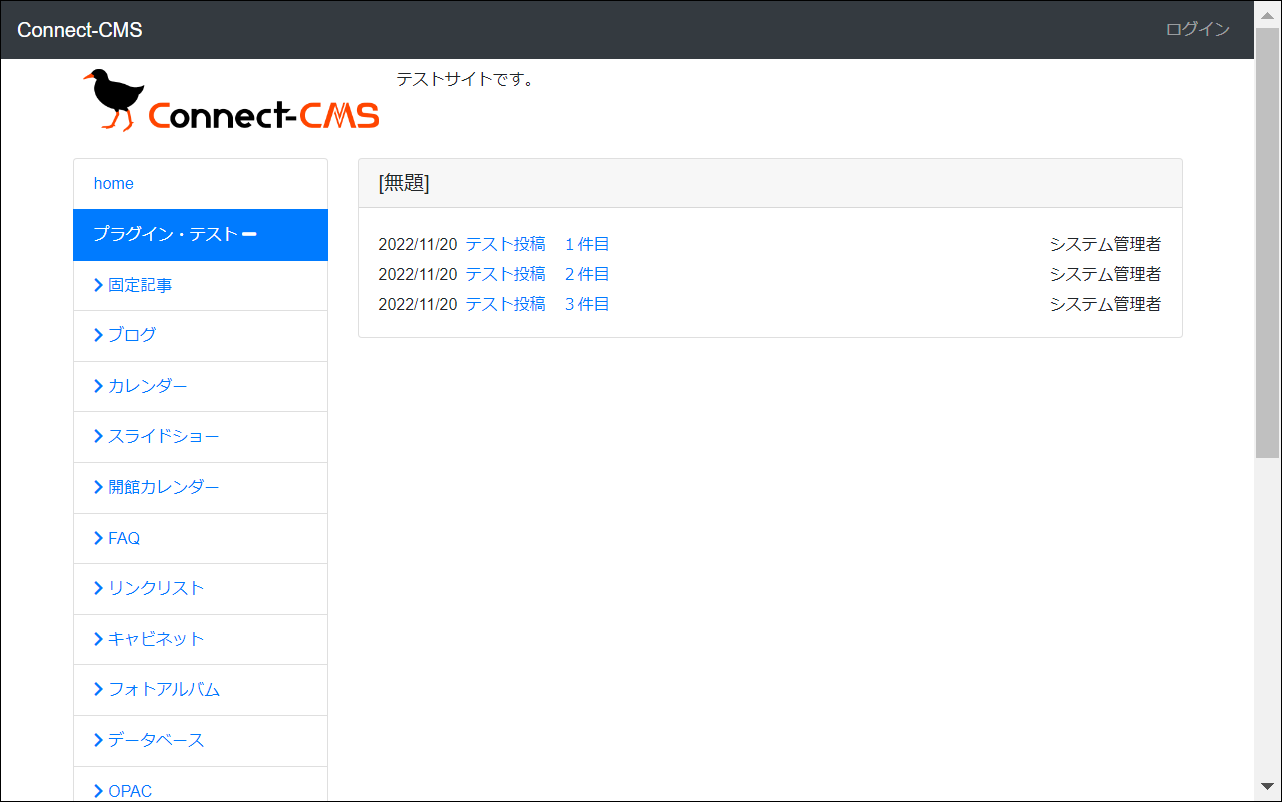 Connect-CMS
ログイン
Connect-CMS
テストサイトです。
home
プラグイン・テスト
固定記事
ブログ
カレンダー
スライドショー
開館カレンダー
FAQ
リンクリスト
キャビネット
フォトアルバム
データベース
OPAC
[無題]
2022/11/20 テスト投稿　1件目 システム管理者
2022/11/20 テスト投稿　2件目 システム管理者
2022/11/20 テスト投稿　3件目 システム管理者